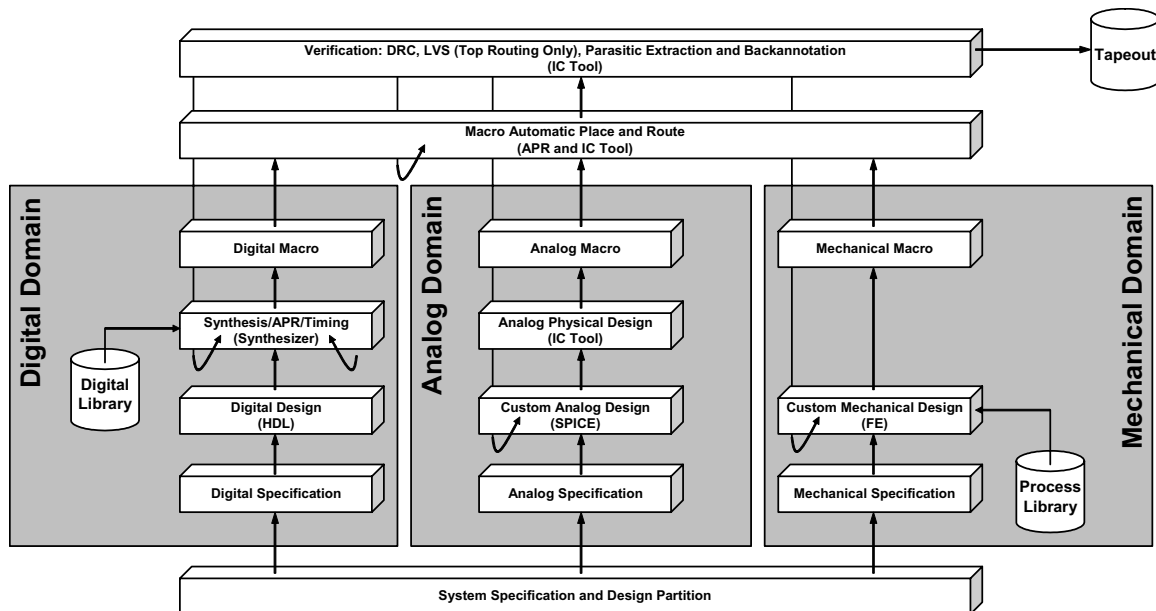 Verification: DRC, LVS (Top Routing Only), Parasitic Extraction and Backannotation
(IC Tool)
Tapeout
Macro Automatic Place and Route
(APR and IC Tool)
Digital Domain
Digital Macro
Synthesis/APR/Timing
(Synthesizer)
Digital
Library
Digital Design
(HDL)
Digital Specification
Analog Domain
Analog Macro
Analog Physical Design
(IC Tool)
Custom Analog Design
(SPICE)
Analog Specification
Mechanical Domain
Mechanical Macro
Custom Mechanical Design
(FE)
Mechanical Specification
Process
Library
System Specification and Design Partition